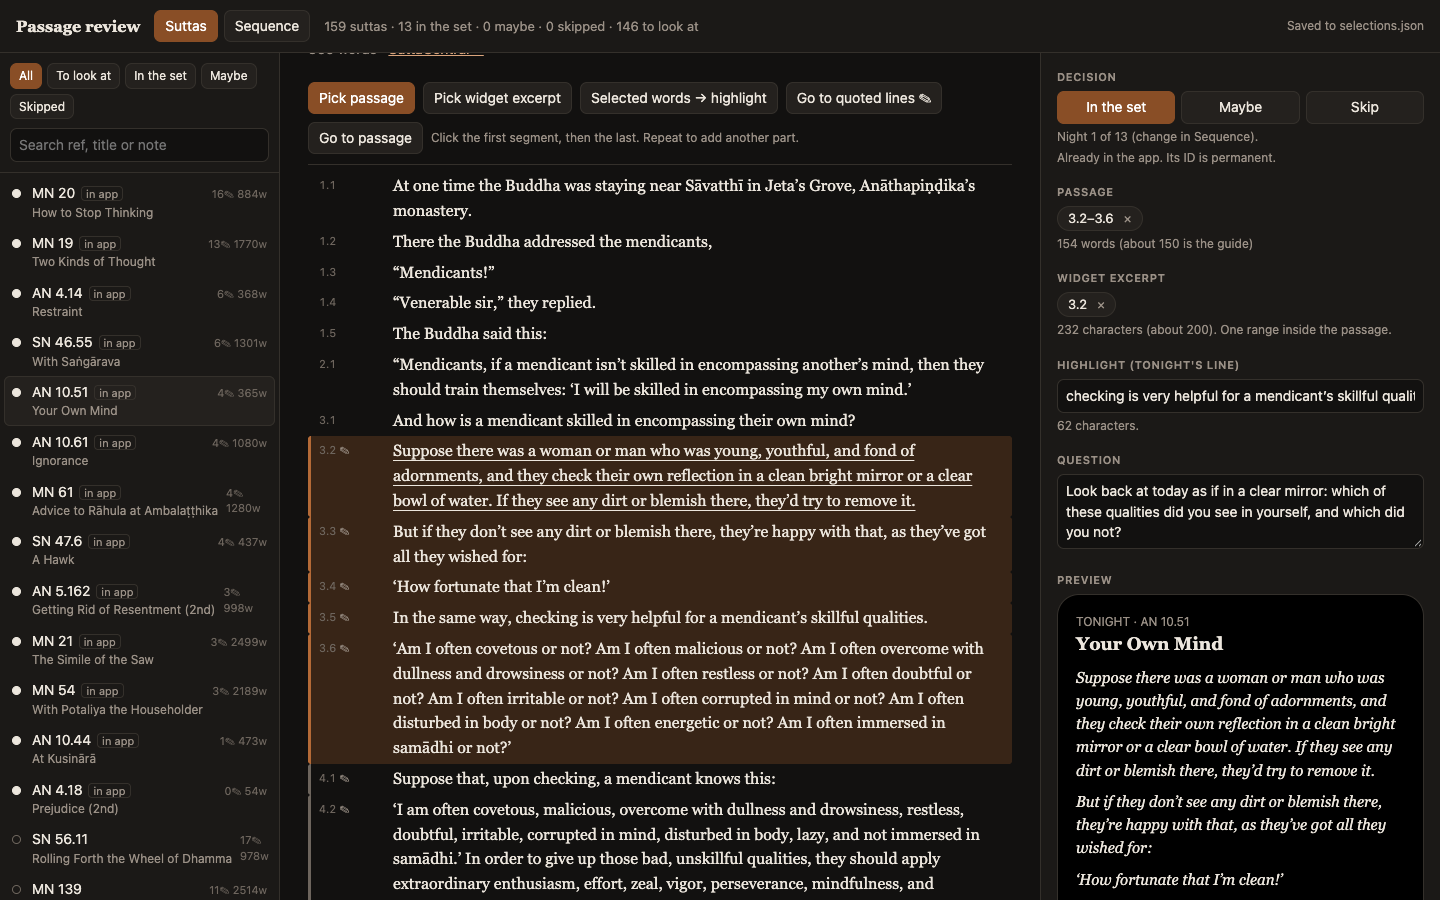 Passage review
Suttas
Sequence
159 suttas · 13 in the set · 0 maybe · 0 skipped · 146 to look at
Saved to selections.json
All
To look at
In the set
Maybe
Skipped
Search ref, title or note
MN 20 in app 16✎ 884w
How to Stop Thinking
MN 19 in app 13✎ 1770w
Two Kinds of Thought
AN 4.14 in app 6✎ 368w
Restraint
SN 46.55 in app 6✎ 1301w
With Saṅgārava
AN 10.51 in app 4✎ 365w
Your Own Mind
AN 10.61 in app 4✎ 1080w
Ignorance
MN 61 in app 4✎ 1280w
Advice to Rāhula at Ambalaṭṭhika
SN 47.6 in app 4✎ 437w
A Hawk
AN 5.162 in app 3✎ 998w
Getting Rid of Resentment (2nd)
MN 21 in app 3✎ 2499w
The Simile of the Saw
MN 54 in app 3✎ 2189w
With Potaliya the Householder
AN 10.44 in app 1✎ 473w
At Kusinārā
AN 4.18 in app 0✎ 54w
Prejudice (2nd)
SN 56.11 17✎ 978w
Rolling Forth the Wheel of Dhamma
MN 139 11✎ 2514w
Pick passage
Pick widget excerpt
Selected words → highlight
Go to quoted lines ✎
Go to passage
Click the first segment, then the last. Repeat to add another part.
1.1 At one time the Buddha was staying near Sāvatthī in Jeta’s Grove, Anāthapiṇḍika’s
monastery.
1.2 There the Buddha addressed the mendicants,
1.3 “Mendicants!”
1.4 “Venerable sir,” they replied.
1.5 The Buddha said this:
2.1 “Mendicants, if a mendicant isn’t skilled in encompassing another’s mind, then they
should train themselves: ‘I will be skilled in encompassing my own mind.’
3.1 And how is a mendicant skilled in encompassing their own mind?
3.2 ✎ Suppose there was a woman or man who was young, youthful, and fond of
adornments, and they check their own reflection in a clean bright mirror or a clear
bowl of water. If they see any dirt or blemish there, they’d try to remove it.
3.3 ✎ But if they don’t see any dirt or blemish there, they’re happy with that, as they’ve got
all they wished for:
3.4 ✎ ‘How fortunate that I’m clean!’
3.5 ✎ In the same way, checking is very helpful for a mendicant’s skillful qualities.
3.6 ✎ ‘Am I often covetous or not? Am I often malicious or not? Am I often overcome with
dullness and drowsiness or not? Am I often restless or not? Am I often doubtful or
not? Am I often irritable or not? Am I often corrupted in mind or not? Am I often
disturbed in body or not? Am I often energetic or not? Am I often immersed in
samādhi or not?’
4.1 ✎ Suppose that, upon checking, a mendicant knows this:
4.2 ✎ ‘I am often covetous, malicious, overcome with dullness and drowsiness, restless,
doubtful, irritable, corrupted in mind, disturbed in body, lazy, and not immersed in
samādhi.’ In order to give up those bad, unskillful qualities, they should apply
extraordinary enthusiasm, effort, zeal, vigor, perseverance, mindfulness, and
DECISION
In the set
Maybe
Skip
Night 1 of 13 (change in Sequence).
Already in the app. Its ID is permanent.
PASSAGE
3.2–3.6 ×
154 words (about 150 is the guide)
WIDGET EXCERPT
3.2 ×
232 characters (about 200). One range inside the passage.
HIGHLIGHT (TONIGHT'S LINE)
checking is very helpful for a mendicant’s skillful qualit
62 characters.
QUESTION
Look back at today as if in a clear mirror: which of
these qualities did you see in yourself, and which did
you not?
PREVIEW
TONIGHT · AN 10.51
Your Own Mind
Suppose there was a woman or man who was
young, youthful, and fond of adornments, and
they check their own reflection in a clean bright
mirror or a clear bowl of water. If they see any
dirt or blemish there, they’d try to remove it.
But if they don’t see any dirt or blemish there,
they’re happy with that, as they’ve got all they
wished for:
‘How fortunate that I’m clean!’